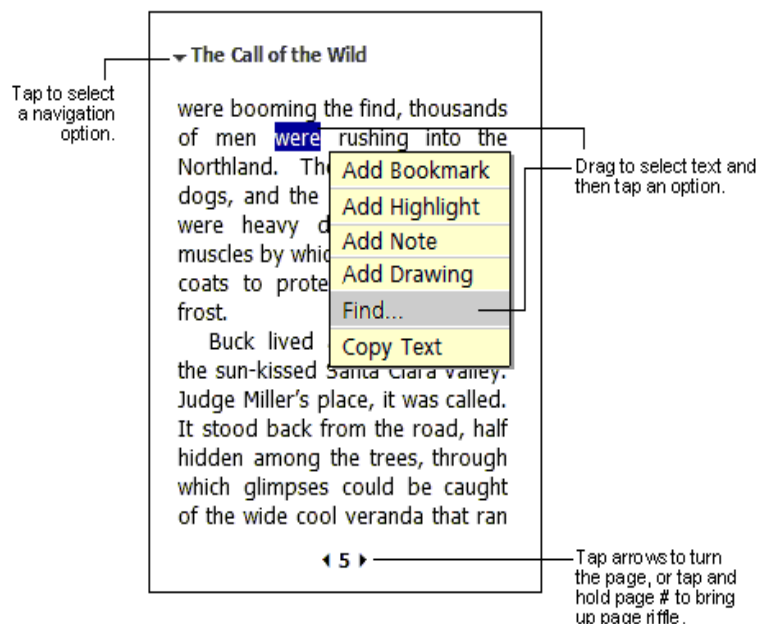 The Call of the Wild
Tap to select
a navigation
option.
were booming the find, thousands
of men were rushing into the
Northland. The
dogs, and the
were heavy d
muscles by whic
coats to prote
frost.
Buck lived
the sun-kissed Santa Clara Valley.
Judge Miller's place, it was called.
It stood back from the road, half
hidden among the trees, through
which glimpses could be caught
of the wide cool veranda that ran
Add Bookmark
Add Highlight
Add Note
Add Drawing
Find...
Copy Text
Drag to select text and
then tap an option.
5
Tap arrows to turn
the page, or tap and
hold page # to bring
up page riffle.